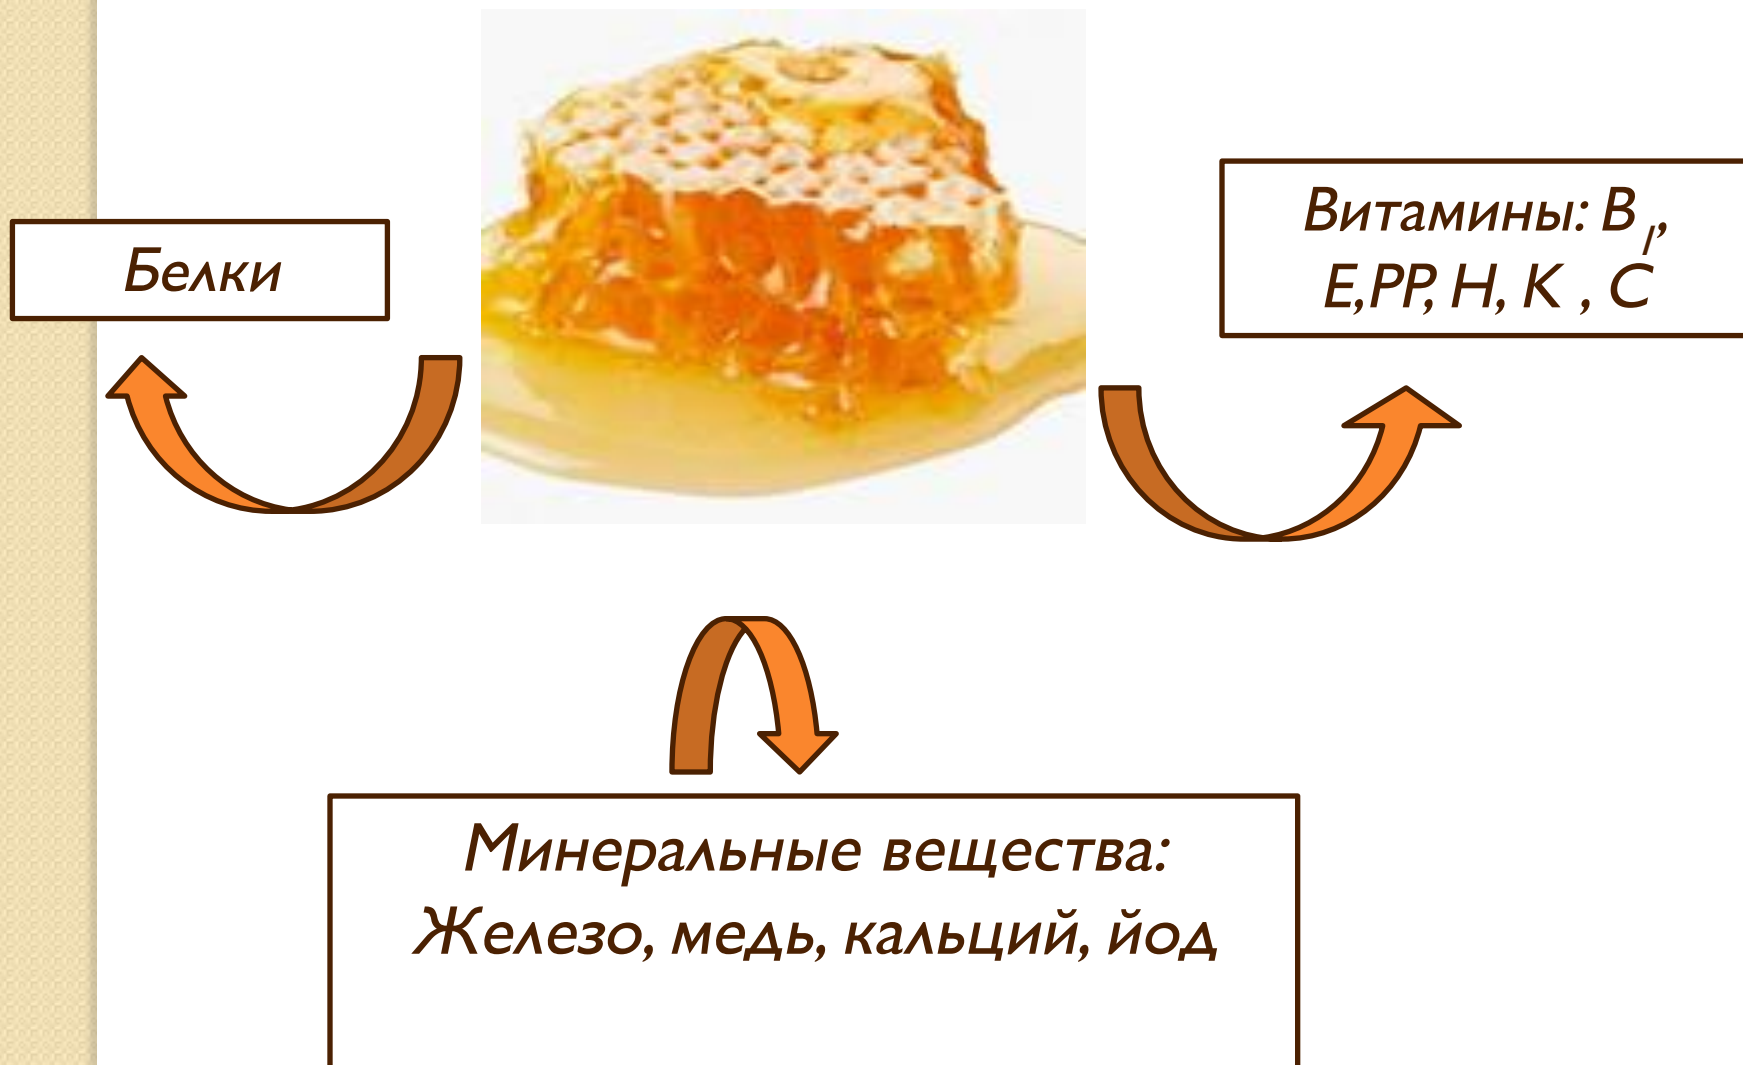 Белки
Витамины: В₁,
Е,РР, Н, К , С
Минеральные вещества:
Железо, медь, кальций, йод